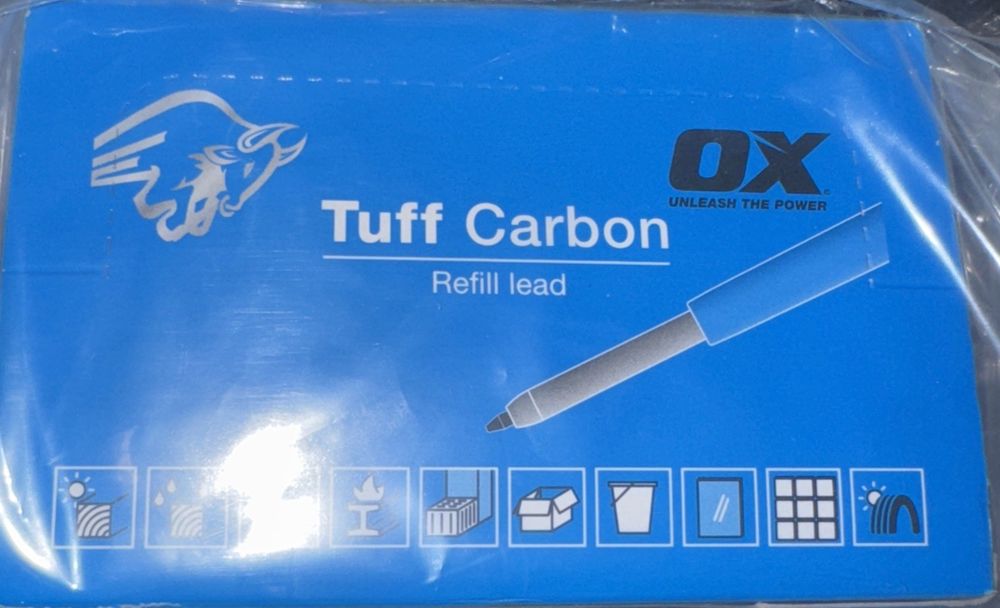 OX
UNLEASH THE POWER
Tuff Carbon
Refill lead